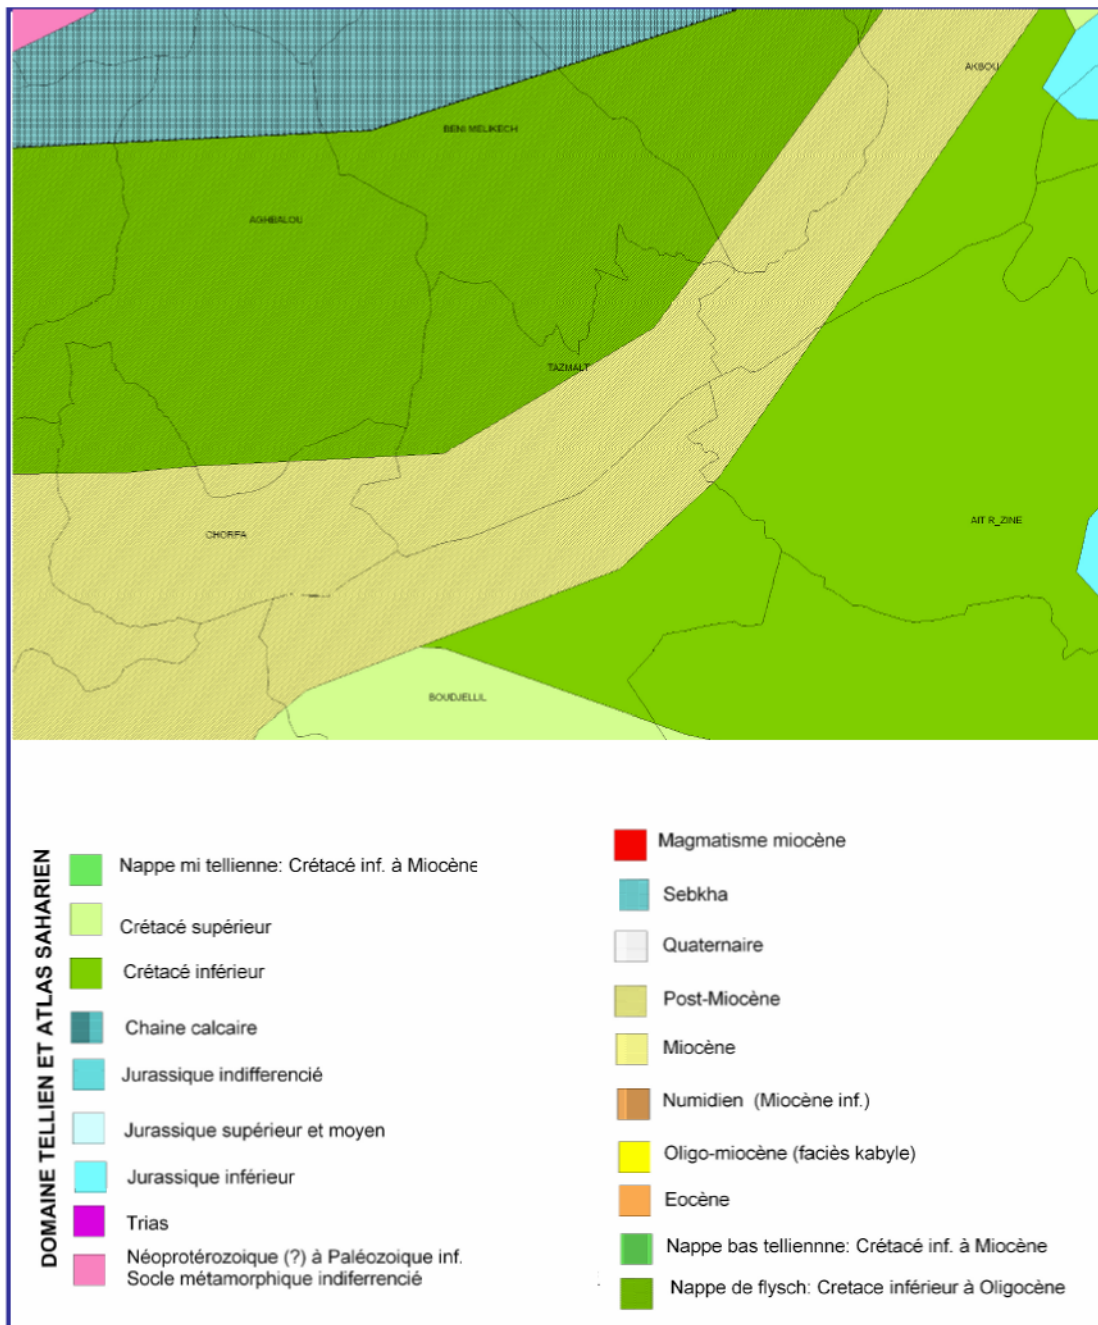 AKBOU
BENI MELIKECH
AGHBALOU
TAZMALT
CHORFA
AIT R_ZINE
BOUDJELLIL
DOMAINE TELLIEN ET ATLAS SAHARIEN
Nappe mi tellienne: Crétacé inf. à Miocène
Crétacé supérieur
Crétacé inférieur
Chaine calcaire
Jurassique indifferencié
Jurassique supérieur et moyen
Jurassique inférieur
Trias
Néoprotérozoique (?) à Paléozoique inf.
Socle métamorphique indiferrencié
Magmatisme miocène
Sebkha
Quaternaire
Post-Miocène
Miocène
Numidien (Miocène inf.)
Oligo-miocène (faciès kabyle)
Eocène
Nappe bas telliennne: Crétacé inf. à Miocène
Nappe de flysch: Cretace inférieur à Oligocène